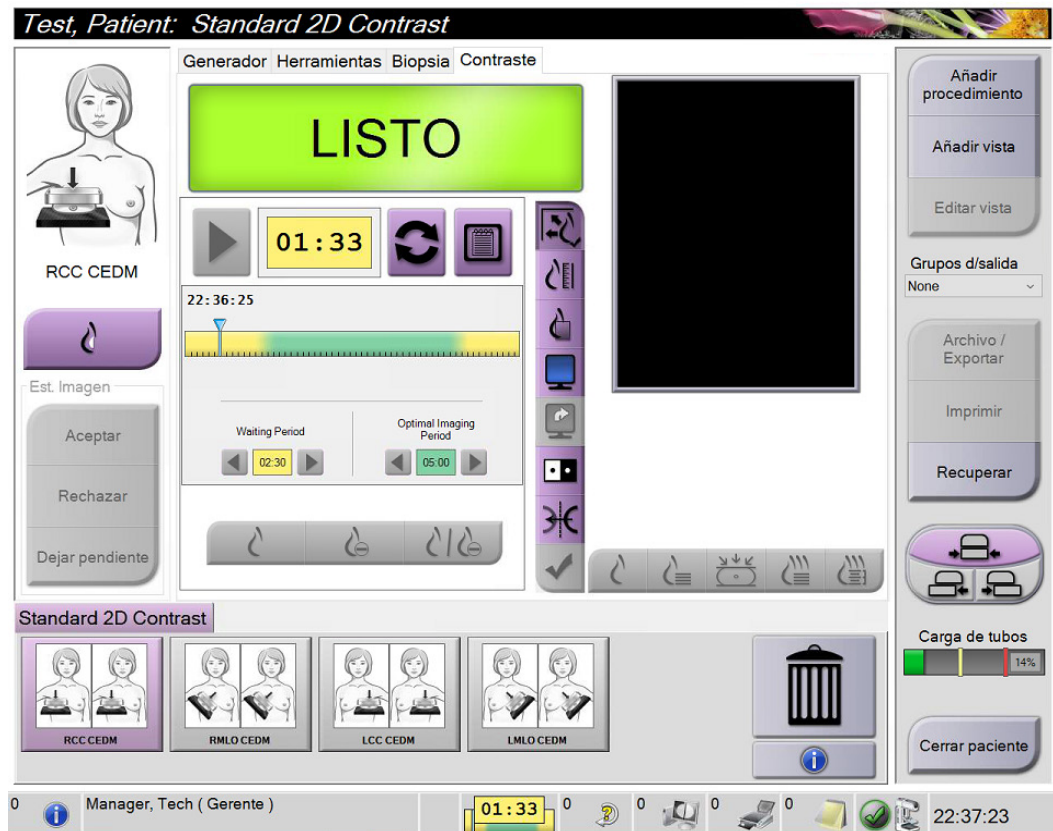 Test, Patient: Standard 2D Contrast
Generador Herramientas Biopsia Contraste
LISTO
RCC CEDM
01:33
22:36:25
Waiting Period
02:30
Optimal Imaging
Period
05:00
Est. Imagen
Aceptar
Rechazar
Dejar pendiente
Añadir
procedimiento
Añadir vista
Editar vista
Grupos d/salida
None
Archivo /
Exportar
Imprimir
Recuperar
Carga de tubos
14%
Cerrar paciente
Standard 2D Contrast
RCC CEDM
RMLO CEDM
LCC CEDM
LMLO CEDM
0 Manager, Tech ( Gerente ) 01:33 0 0 0 0 22:37:23